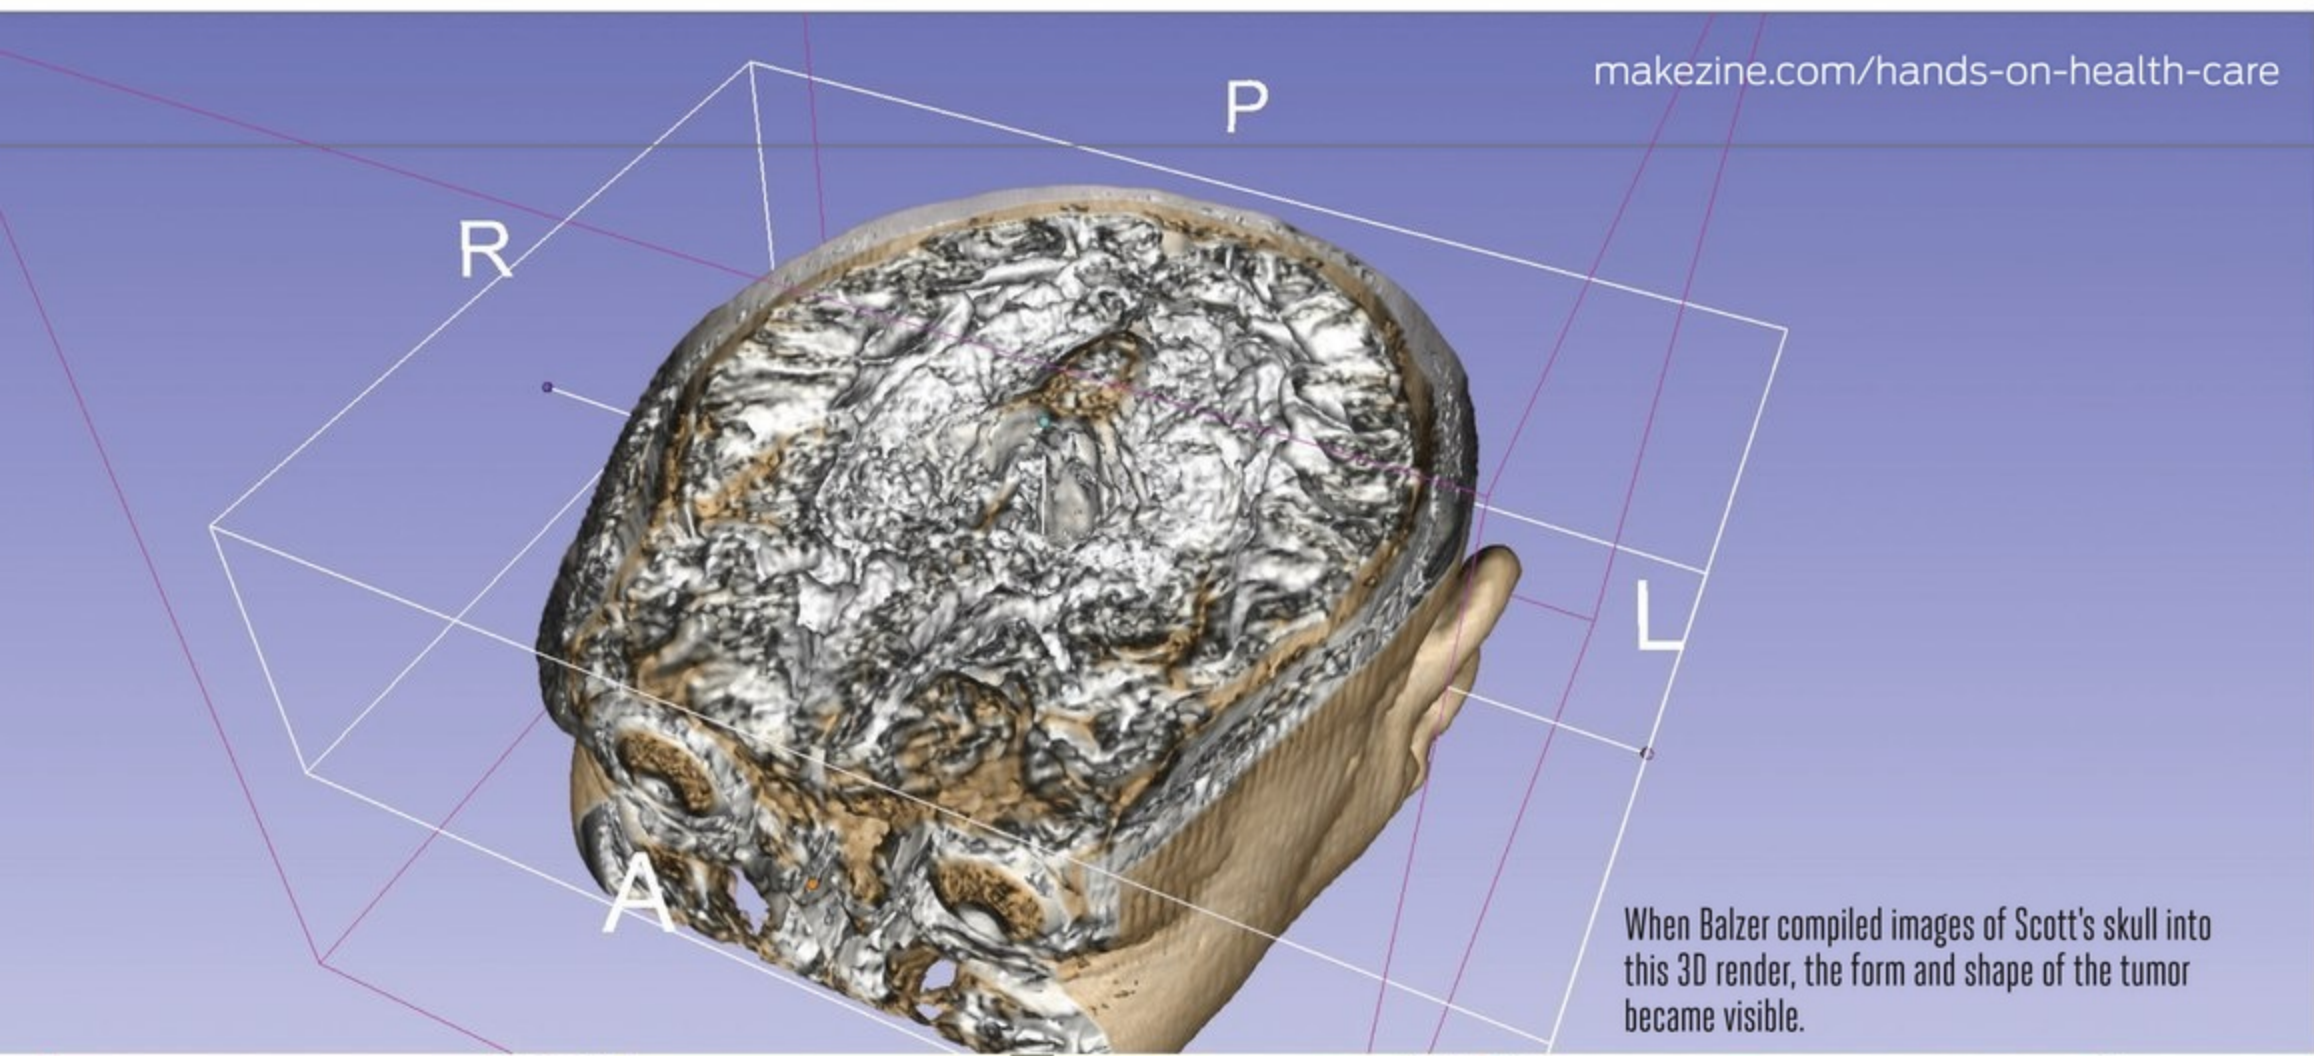 makezine.com/hands-on-health-care
P
R
L
A
When Balzer compiled images of Scott's skull into
this 3D render, the form and shape of the tumor
became visible.